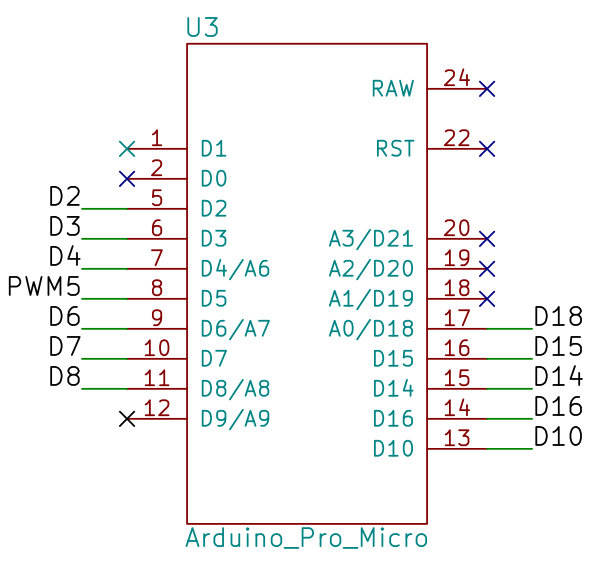 U3
RAW 24
1 D1
RST 22
2 D0
D2 5 D2
D3 6 D3
A3/D21 20
D4 7 D4/A6
A2/D20 19
PWM5 8 D5
A1/D19 18
D6 9 D6/A7
A0/D18 17 D18
D7 10 D7
D15 16 D15
D8 11 D8/A8
D14 15 D14
12 D9/A9
D16 14 D16
D10 13 D10
Arduino_Pro_Micro